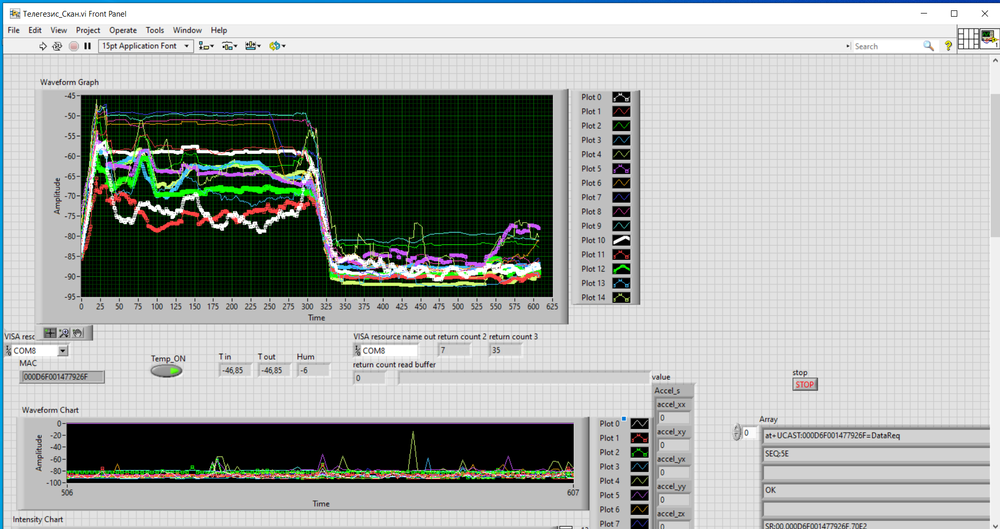 Телегезис_Скан.vi Front Panel
File Edit View Project Operate Tools Window Help
15pt Application Font
Search
?
1
Waveform Graph
-45
-50
-55
-60
-65
-70
-75
-80
-85
-90
-95
Amplitude
0 25 50 75 100 125 150 175 200 225 250 275 300 325 350 375 400 425 450 475 500 525 550 575 600 625
Time
Plot 0
Plot 1
Plot 2
Plot 3
Plot 4
Plot 5
Plot 6
Plot 7
Plot 8
Plot 9
Plot 10
Plot 11
Plot 12
Plot 13
Plot 14
VISA resc
COM8
MAC
000D6F001477926F
Temp_ON
T in T out Hum
-46,85 -46,85 -6
VISA resource name out return count 2 return count 3
COM8 7 35
return count read buffer
0
value
Accel_s
accel_xx
0
accel_xy
0
accel_yx
0
accel_yy
0
accel_zx
0
stop
STOP
Waveform Chart
0
-20
-40
-60
-80
-100
Amplitude
506 607
Time
Plot 0
Plot 1
Plot 2
Plot 3
Plot 4
Plot 5
Plot 6
Plot 7
Array
0
at+UCAST:000D6F001477926F=DataReq
SEQ:5E
OK
SR:00,000D6F001477926F,70E2
Intensity Chart